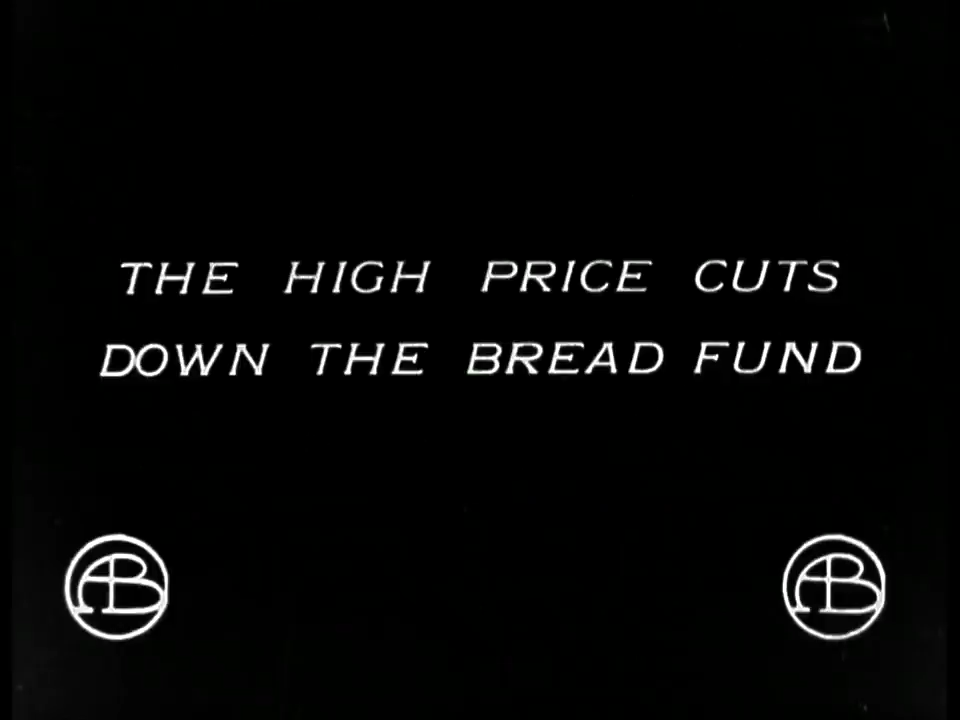 THE HIGH PRICE CUTS
DOWN THE BREAD FUND
AB AB